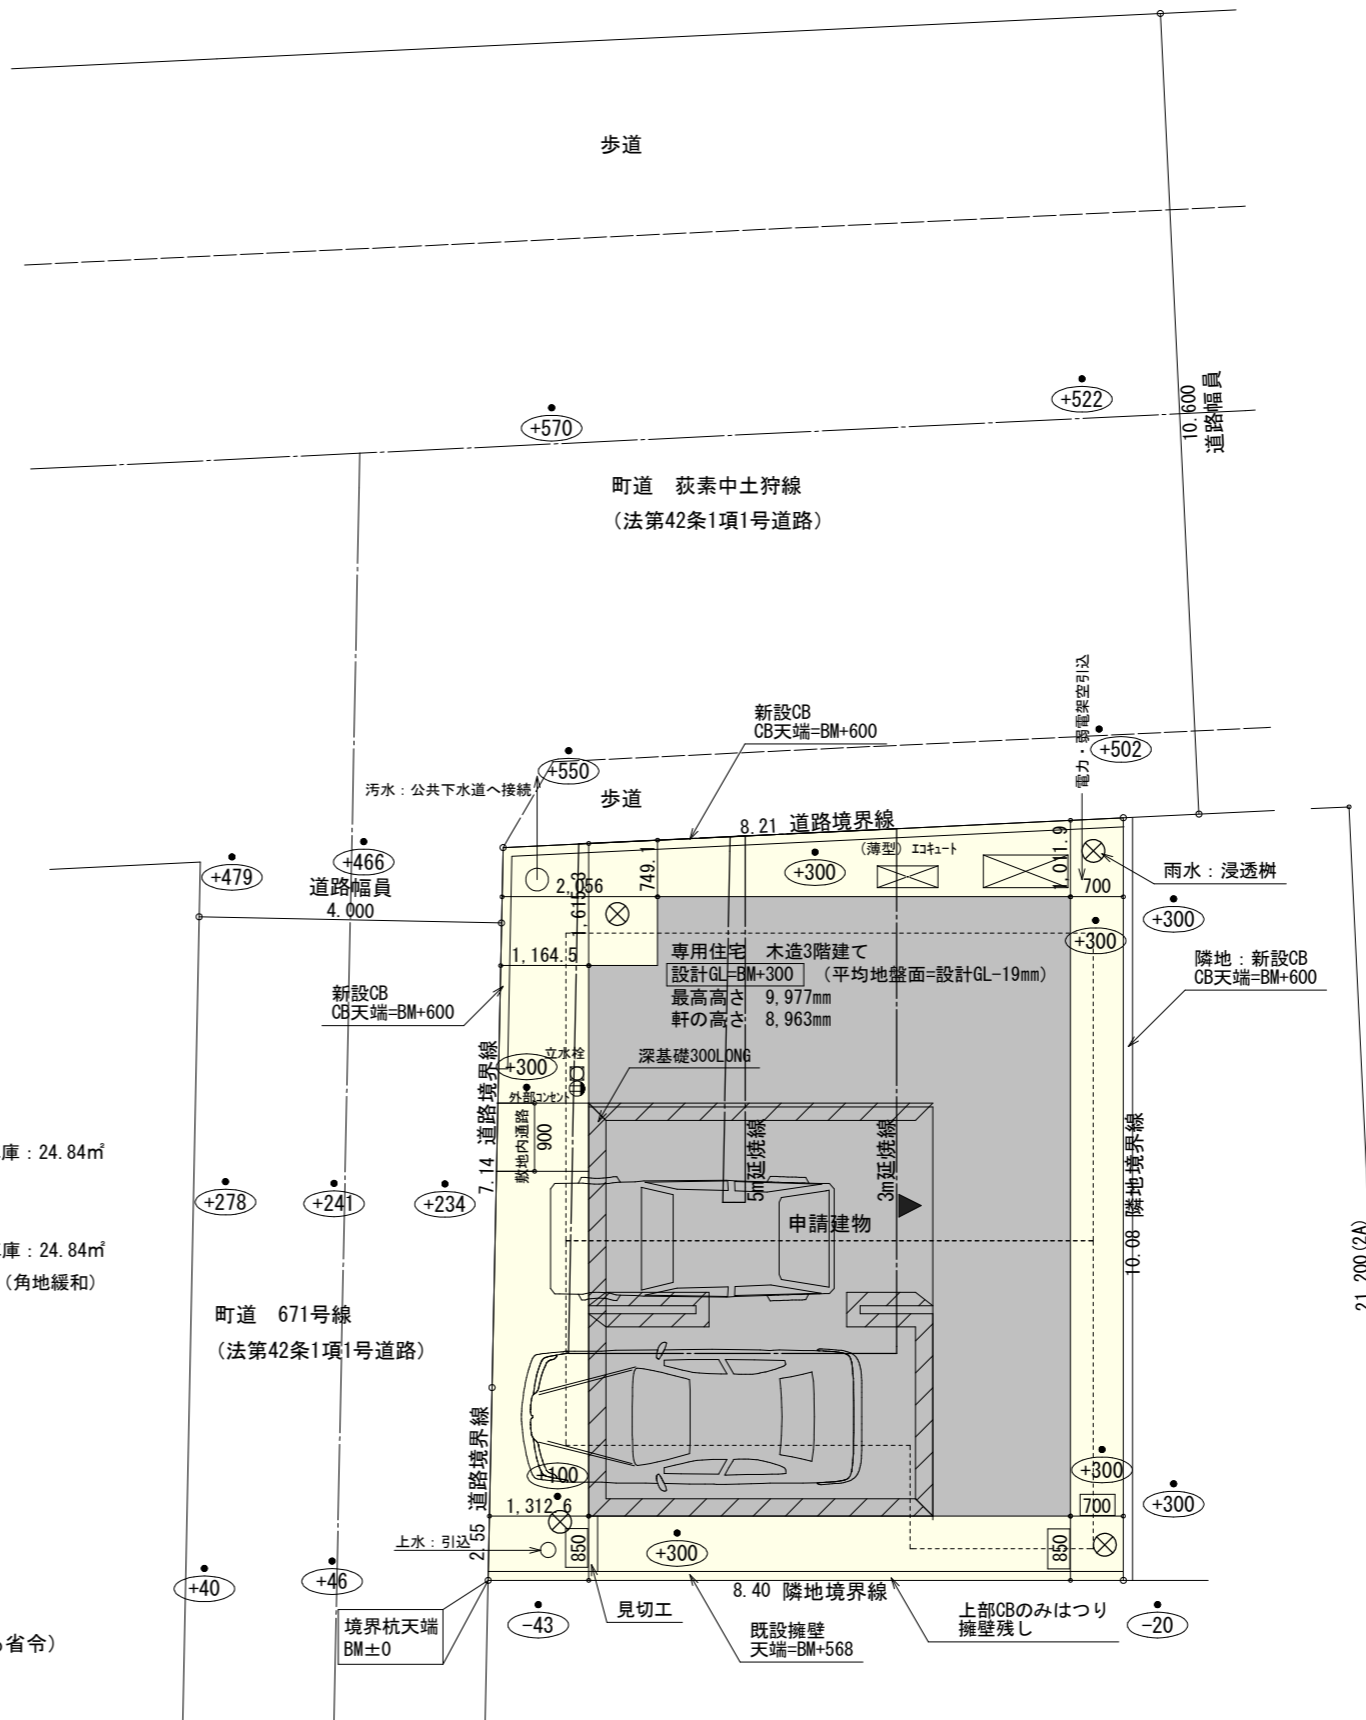 歩道
+522
+570
10.600
道路幅員
町道　荻素中土狩線
（法第42条1項1号道路）
電力・弱電架空引込
新設CB
CB天端=BM+600
+502
+550
汚水：公共下水道へ接続
歩道
8.21 道路境界線
+466
+479
道路幅員
4.000
2,056
1,615.3
749.1
+300
（薄型）ｴｺｷｭｰﾄ
1,011.9
700
雨水：浸透桝
+300
+300
1,164.5
専用住宅　木造3階建て
設計GL=BM+300
（平均地盤面=設計GL-19mm）
最高高さ　9,977mm
軒の高さ　8,963mm
隣地：新設CB
CB天端=BM+600
新設CB
CB天端=BM+600
立水栓
深基礎300LONG
+300
外部ｺﾝｾﾝﾄ
敷地内通路
900
7.14 道路境界線
庫：24.84㎡
5m延焼線
3m延焼線
10.08 隣地境界線
+278
+241
+234
申請建物
庫：24.84㎡
（角地緩和）
21.200(2A)
町道　671号線
（法第42条1項1号道路）
2.55 道路境界線
+100
+300
1,312.6
700
+300
上水：引込
850
+300
850
+40
+46
8.40 隣地境界線
境界杭天端
BM±0
-43
見切工
既設擁壁
天端=BM+568
上部CBのみはつり
擁壁残し
-20
省令）